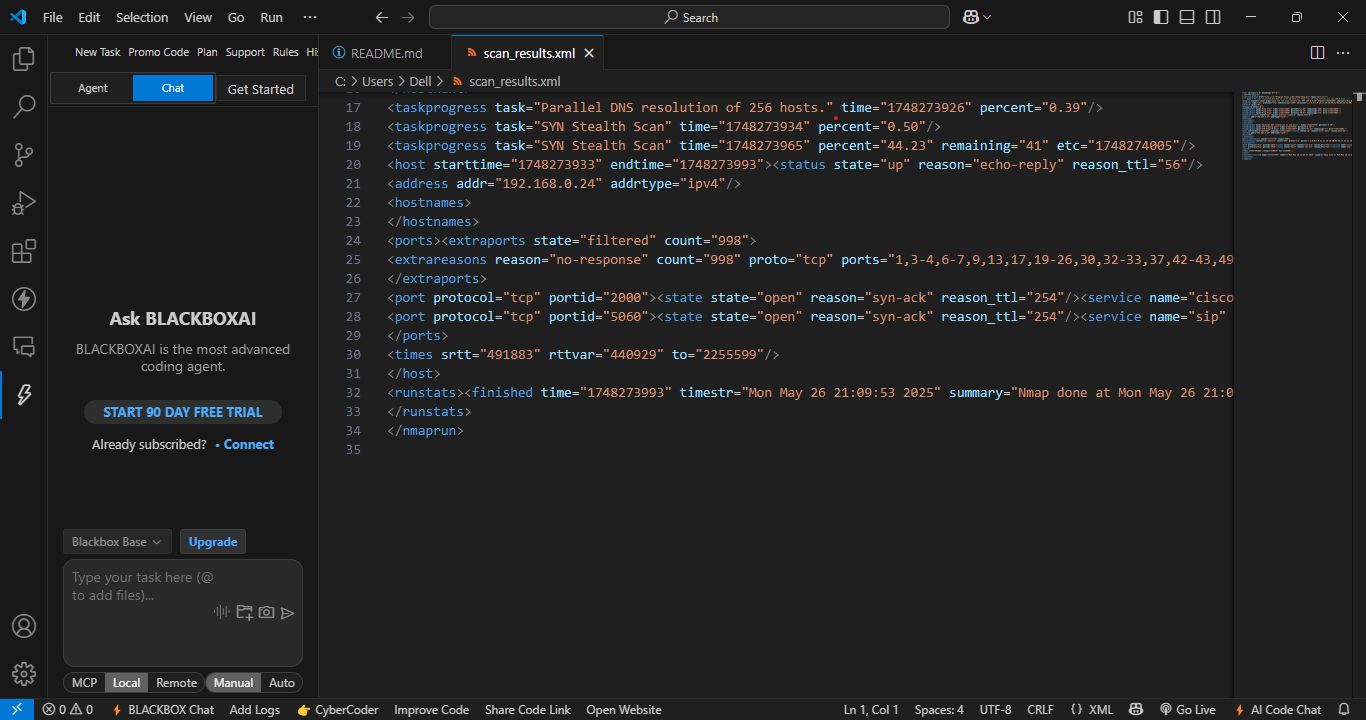 File Edit Selection View Go Run ··· Search
New Task Promo Code Plan Support Rules His
Agent Chat Get Started
Ask BLACKBOXAI
BLACKBOXAI is the most advanced
coding agent.
START 90 DAY FREE TRIAL
Already subscribed? • Connect
Blackbox Base Upgrade
Type your task here (@
to add files)...
MCP Local Remote Manual Auto
README.md scan_results.xml
C: > Users > Dell > scan_results.xml
17 <taskprogress task="Parallel DNS resolution of 256 hosts." time="1748273926" percent="0.39"/>
18 <taskprogress task="SYN Stealth Scan" time="1748273934" percent="0.50"/>
19 <taskprogress task="SYN Stealth Scan" time="1748273965" percent="44.23" remaining="41" etc="1748274005"/>
20 <host starttime="1748273933" endtime="1748273993"><status state="up" reason="echo-reply" reason_ttl="56"/>
21 <address addr="192.168.0.24" addrtype="ipv4"/>
22 <hostnames>
23 </hostnames>
24 <ports><extraports state="filtered" count="998">
25 <extrareasons reason="no-response" count="998" proto="tcp" ports="1,3-4,6-7,9,13,17,19-26,30,32-33,37,42-43,49
26 </extraports>
27 <port protocol="tcp" portid="2000"><state state="open" reason="syn-ack" reason_ttl="254"/><service name="cisco
28 <port protocol="tcp" portid="5060"><state state="open" reason="syn-ack" reason_ttl="254"/><service name="sip"
29 </ports>
30 <times srtt="491883" rttvar="440929" to="2255599"/>
31 </host>
32 <runstats><finished time="1748273993" timestr="Mon May 26 21:09:53 2025" summary="Nmap done at Mon May 26 21:0
33 </runstats>
34 </nmaprun>
35
0 0 BLACKBOX Chat Add Logs CyberCoder Improve Code Share Code Link Open Website Ln 1, Col 1 Spaces: 4 UTF-8 CRLF {} XML Go Live AI Code Chat